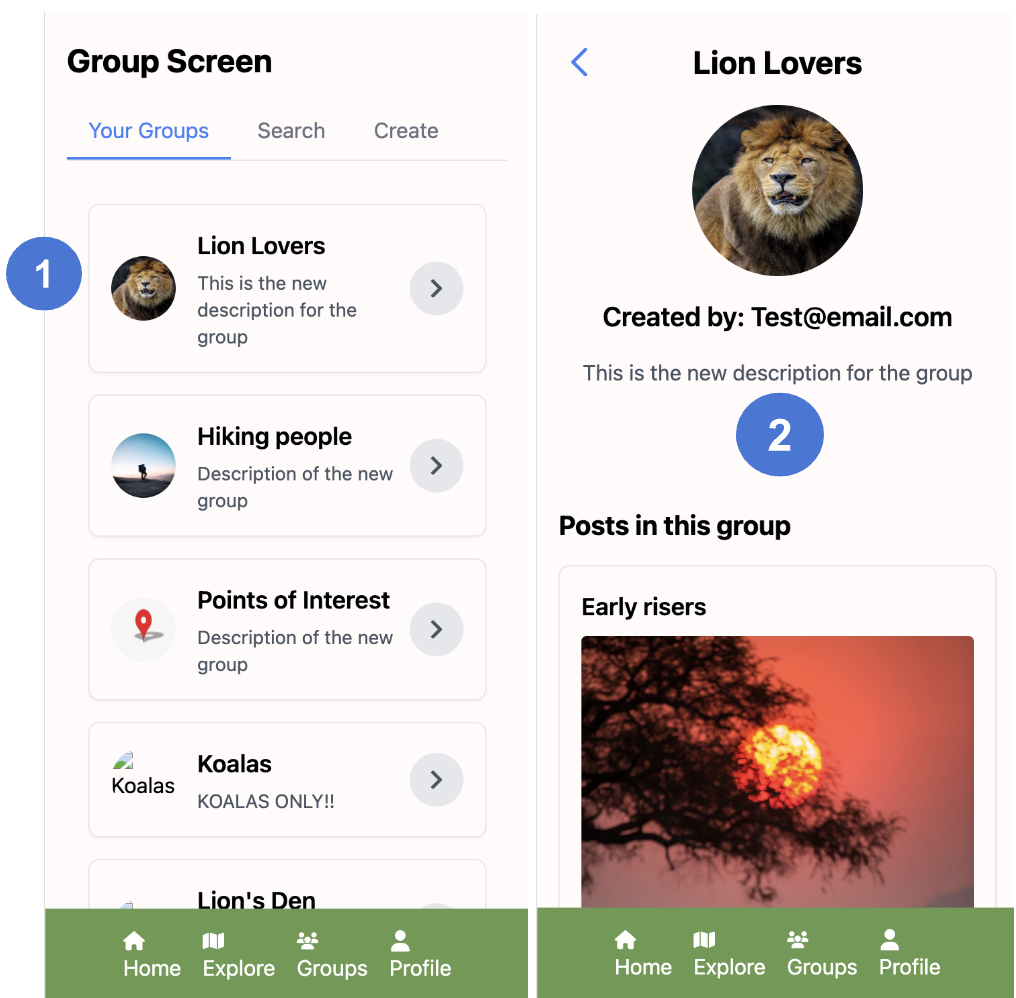 Group Screen
Your Groups Search Create
1
Lion Lovers
This is the new
description for the
group
Hiking people
Description of the new
group
Points of Interest
Description of the new
group
Koalas
Koalas
KOALAS ONLY!!
Lion's Den
Home Explore Groups Profile
Lion Lovers
Created by: Test@email.com
This is the new description for the group
2
Posts in this group
Early risers
Home Explore Groups Profile